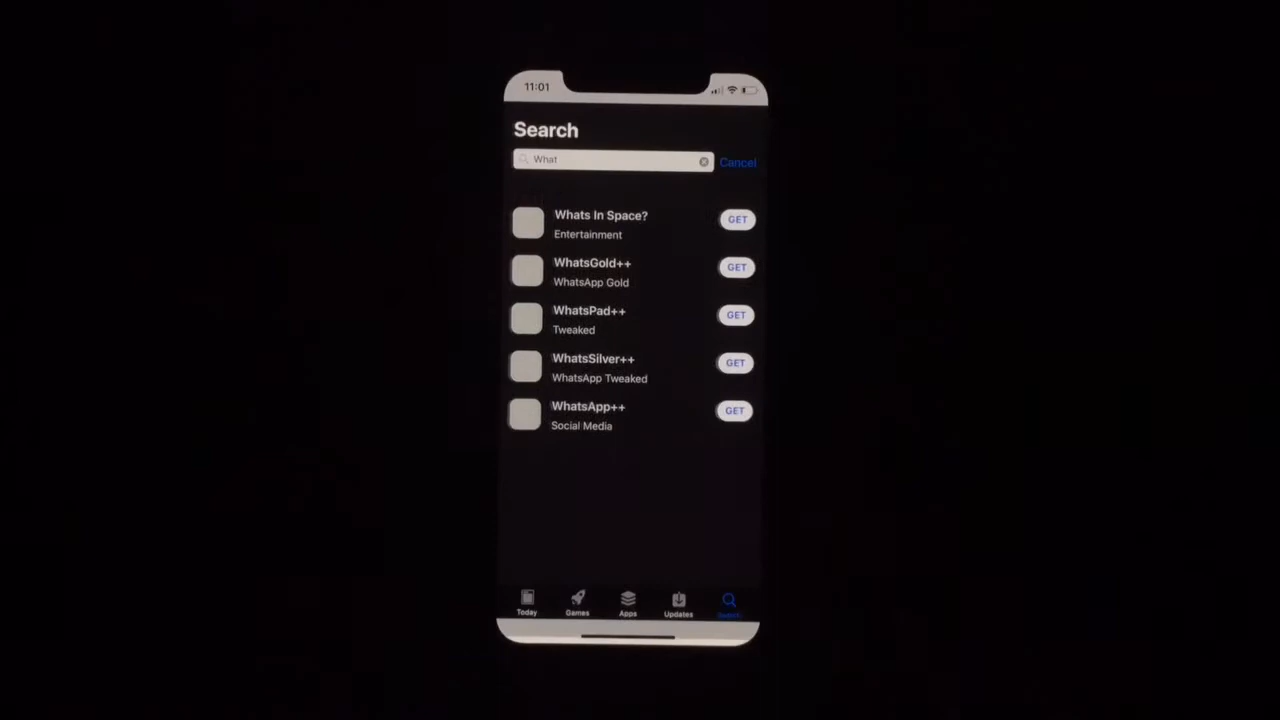 11:01
Search
What
Cancel
Whats In Space?
Entertainment
GET
WhatsGold++
WhatsApp Gold
GET
WhatsPad++
Tweaked
GET
WhatsSilver++
WhatsApp Tweaked
GET
WhatsApp++
Social Media
GET
Today
Games
Apps
Updates
Search